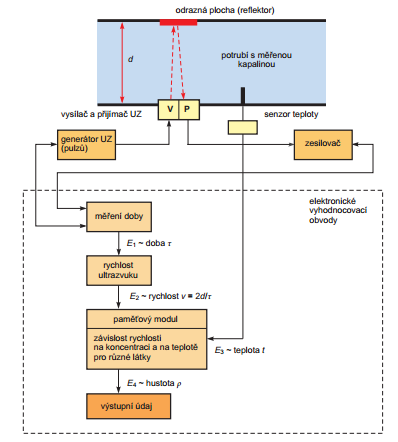 odrazná plocha (reflektor)
d
potrubí s měřenou
kapalinou
vysílač a přijímač UZ
V P
senzor teploty
generátor UZ
(pulzů)
zesilovač
elektronické
vyhodnocovací
obvody
měření doby
E1 ~ doba τ
rychlost
ultrazvuku
E2 ~ rychlost v = 2d/τ
paměťový modul
závislost rychlosti
na koncentraci a na teplotě
pro různé látky
E3 ~ teplota t
E4 ~ hustota ρ
výstupní údaj